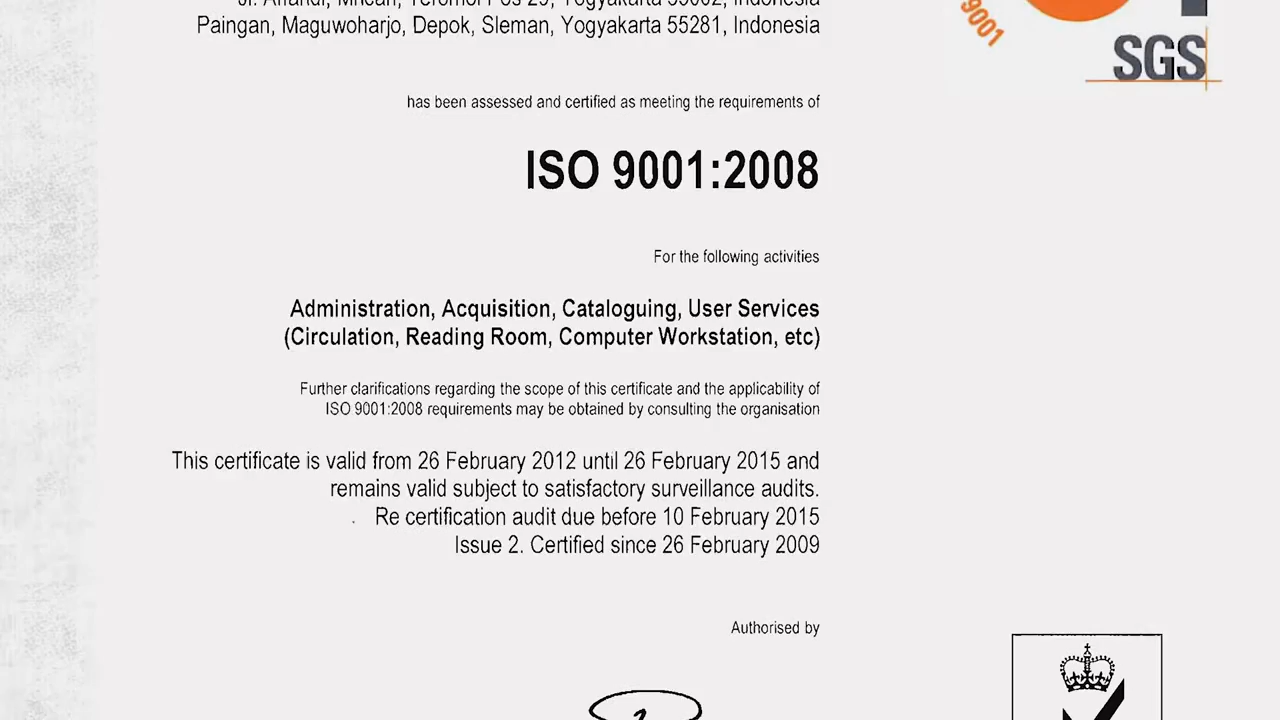 Yogyakarta
Indonesia
Paingan, Maguwoharjo, Depok, Sleman, Yogyakarta 55281, Indonesia
9001
SGS
has been assessed and certified as meeting the requirements of
ISO 9001:2008
For the following activities
Administration, Acquisition, Cataloguing, User Services
(Circulation, Reading Room, Computer Workstation, etc)
Further clarifications regarding the scope of this certificate and the applicability of
ISO 9001:2008 requirements may be obtained by consulting the organisation
This certificate is valid from 26 February 2012 until 26 February 2015 and
remains valid subject to satisfactory surveillance audits.
Re certification audit due before 10 February 2015
Issue 2. Certified since 26 February 2009
Authorised by